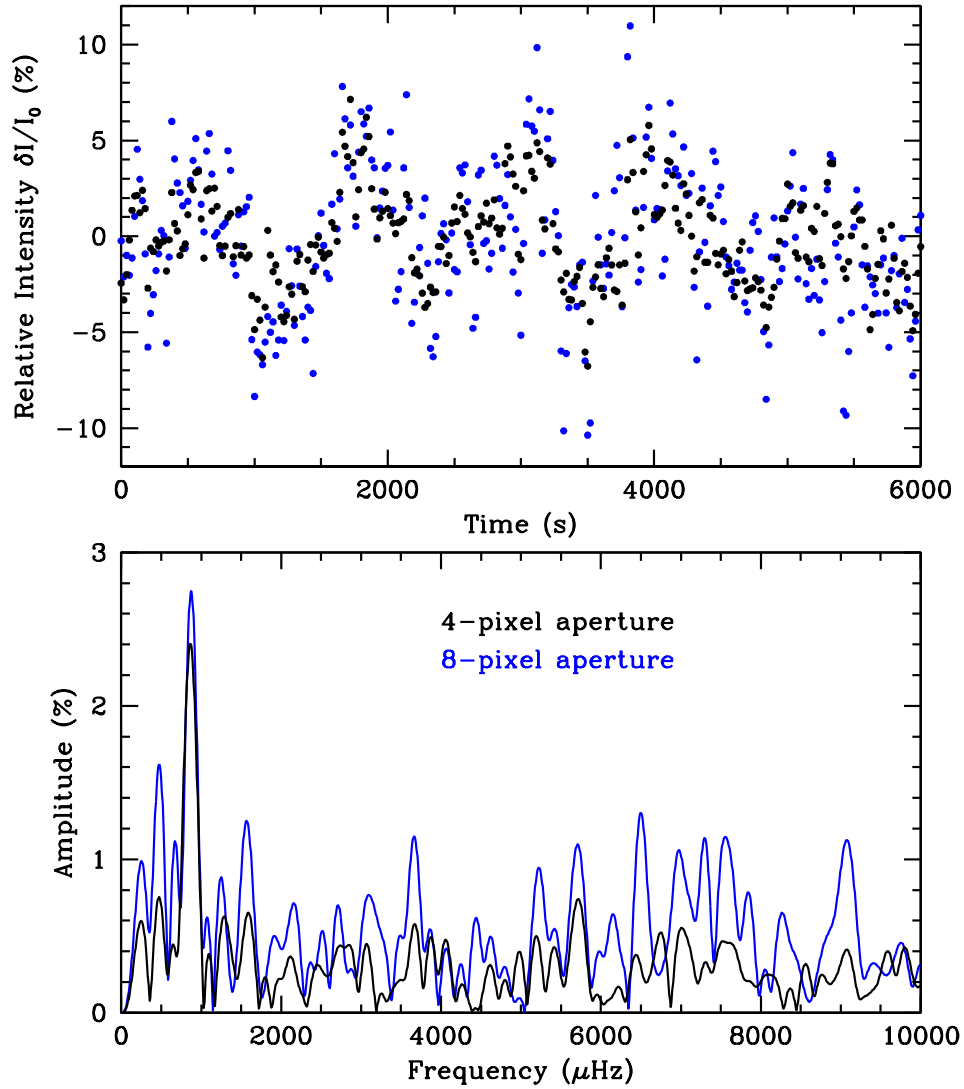 Relative Intensity δI/I₀ (%)
10
5
0
−5
−10
0 2000 4000 6000
Time (s)
Amplitude (%)
3
2
1
0
4−pixel aperture
8−pixel aperture
0 2000 4000 6000 8000 10000
Frequency (μHz)